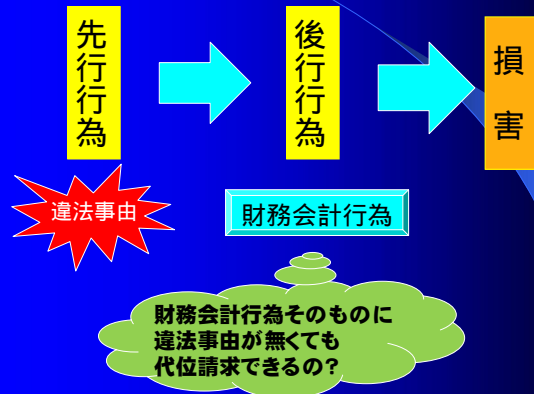 先行行為
後行行為
損害
違法事由
財務会計行為
財務会計行為そのものに
違法事由が無くても
代位請求できるの?